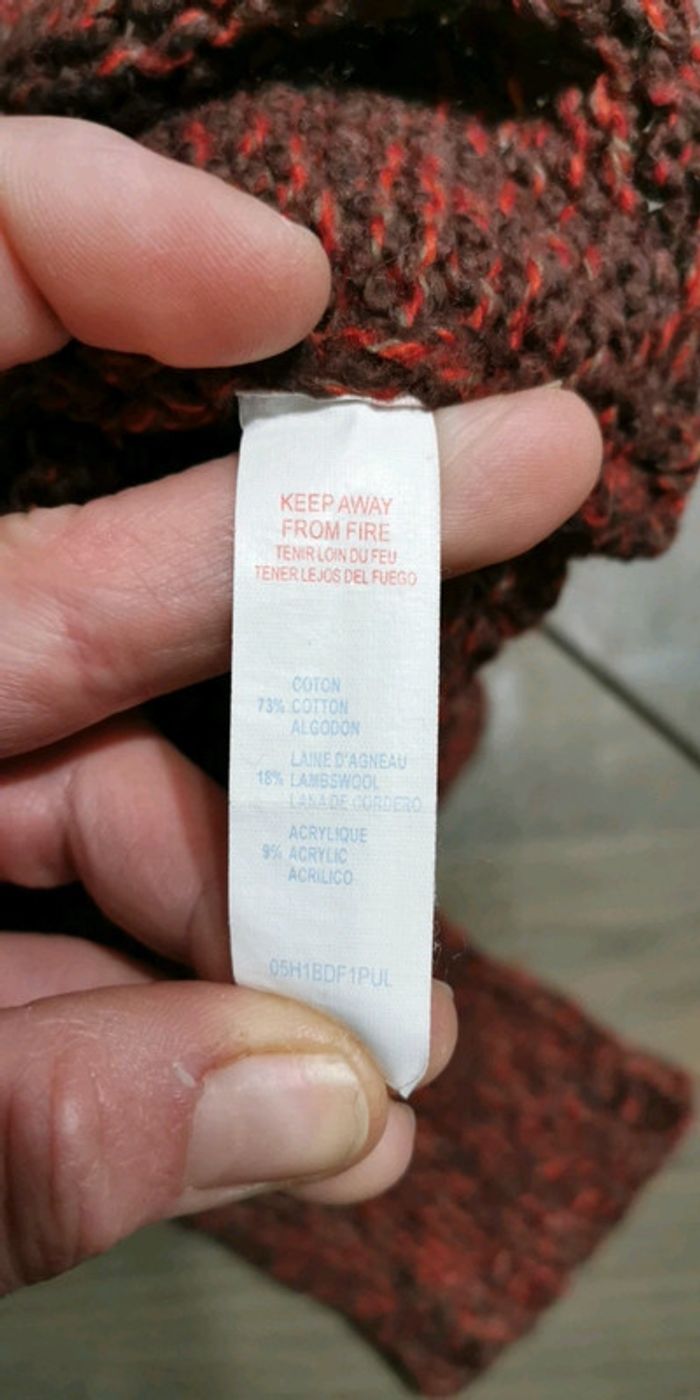 KEEP AWAY
FROM FIRE
TENIR LOIN DU FEU
TENER LEJOS DEL FUEGO
COTON
73% COTTON
ALGODON
LAINE D'AGNEAU
18% LAMBSWOOL
LANA DE CORDERO
ACRYLIQUE
9% ACRYLIC
ACRILICO
05H1BDF1PUL